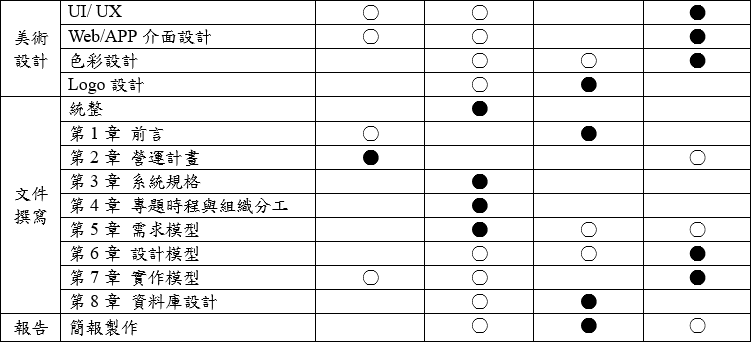 美術設計
UI/ UX ○ ○ ●
Web/APP 介面設計 ○ ○ ●
色彩設計 ○ ○ ●
Logo 設計 ○ ●
文件撰寫
統整 ●
第 1 章 前言 ○ ●
第 2 章 營運計畫 ● ○
第 3 章 系統規格 ●
第 4 章 專題時程與組織分工 ●
第 5 章 需求模型 ● ○ ○
第 6 章 設計模型 ○ ○ ●
第 7 章 實作模型 ○ ○ ●
第 8 章 資料庫設計 ○ ●
報告 簡報製作 ○ ● ○